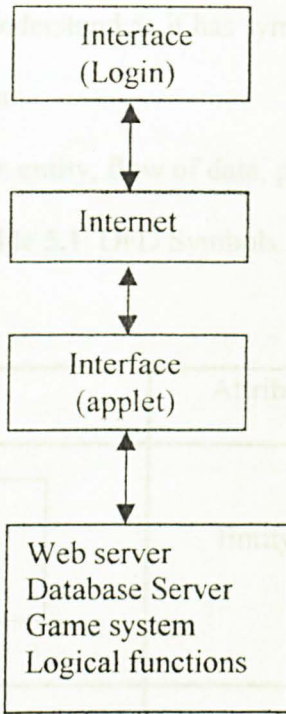 Interface
(Login)
Internet
Interface
(applet)
Web server
Database Server
Game system
Logical functions